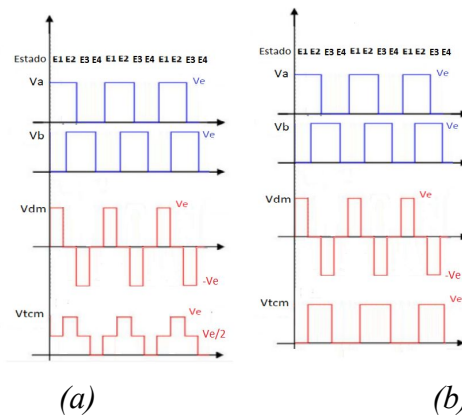 Estado E1 E2 E3 E4 E1 E2 E3 E4 E1 E2 E3 E4
Va Ve
Vb Ve
Vdm Ve
-Ve
Vtcm Ve
Ve/2
(a)
Estado E1 E2 E3 E4 E1 E2 E3 E4 E1 E2 E3 E4
Va Ve
Vb Ve
Vdm Ve
-Ve
Vtcm Ve
(b)